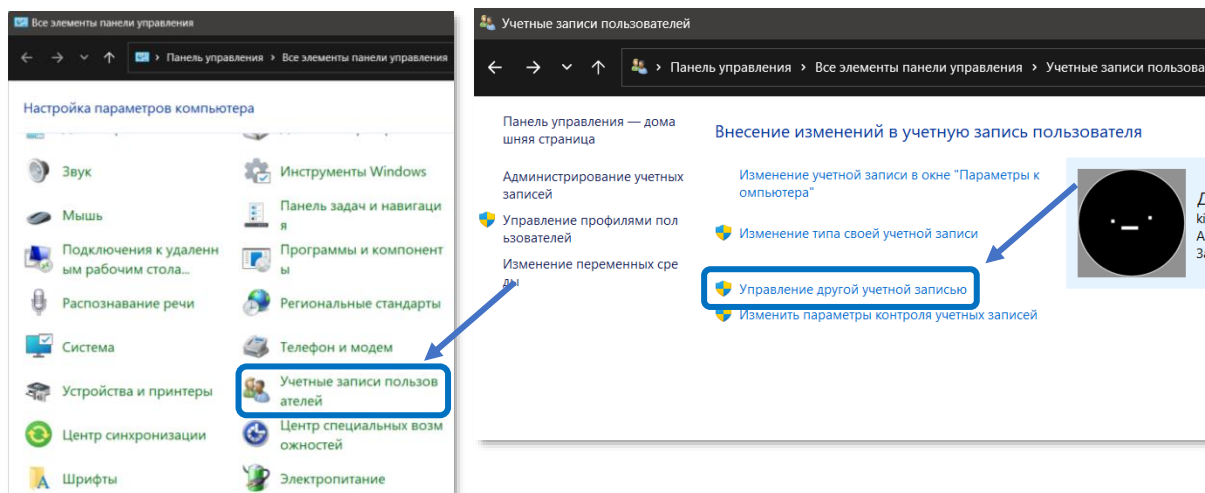 Все элементы панели управления
Панель управления > Все элементы панели управления
Настройка параметров компьютера
Звук
Инструменты Windows
Мышь
Панель задач и навигаци
я
Подключения к удаленн
ым рабочим стола...
Программы и компонент
ы
Распознавание речи
Региональные стандарты
Система
Телефон и модем
Устройства и принтеры
Учетные записи пользов
ателей
Центр синхронизации
Центр специальных возм
ожностей
Шрифты
Электропитание
Учетные записи пользователей
Панель управления > Все элементы панели управления > Учетные записи пользова
Панель управления — дома
шняя страница
Администрирование учетных
записей
Управление профилями пол
ьзователей
Изменение переменных сре
ды
Внесение изменений в учетную запись пользователя
Изменение учетной записи в окне "Параметры к
омпьютера"
Изменение типа своей учетной записи
Управление другой учетной записью
Изменить параметры контроля учетных записей
Д
ki
А
За